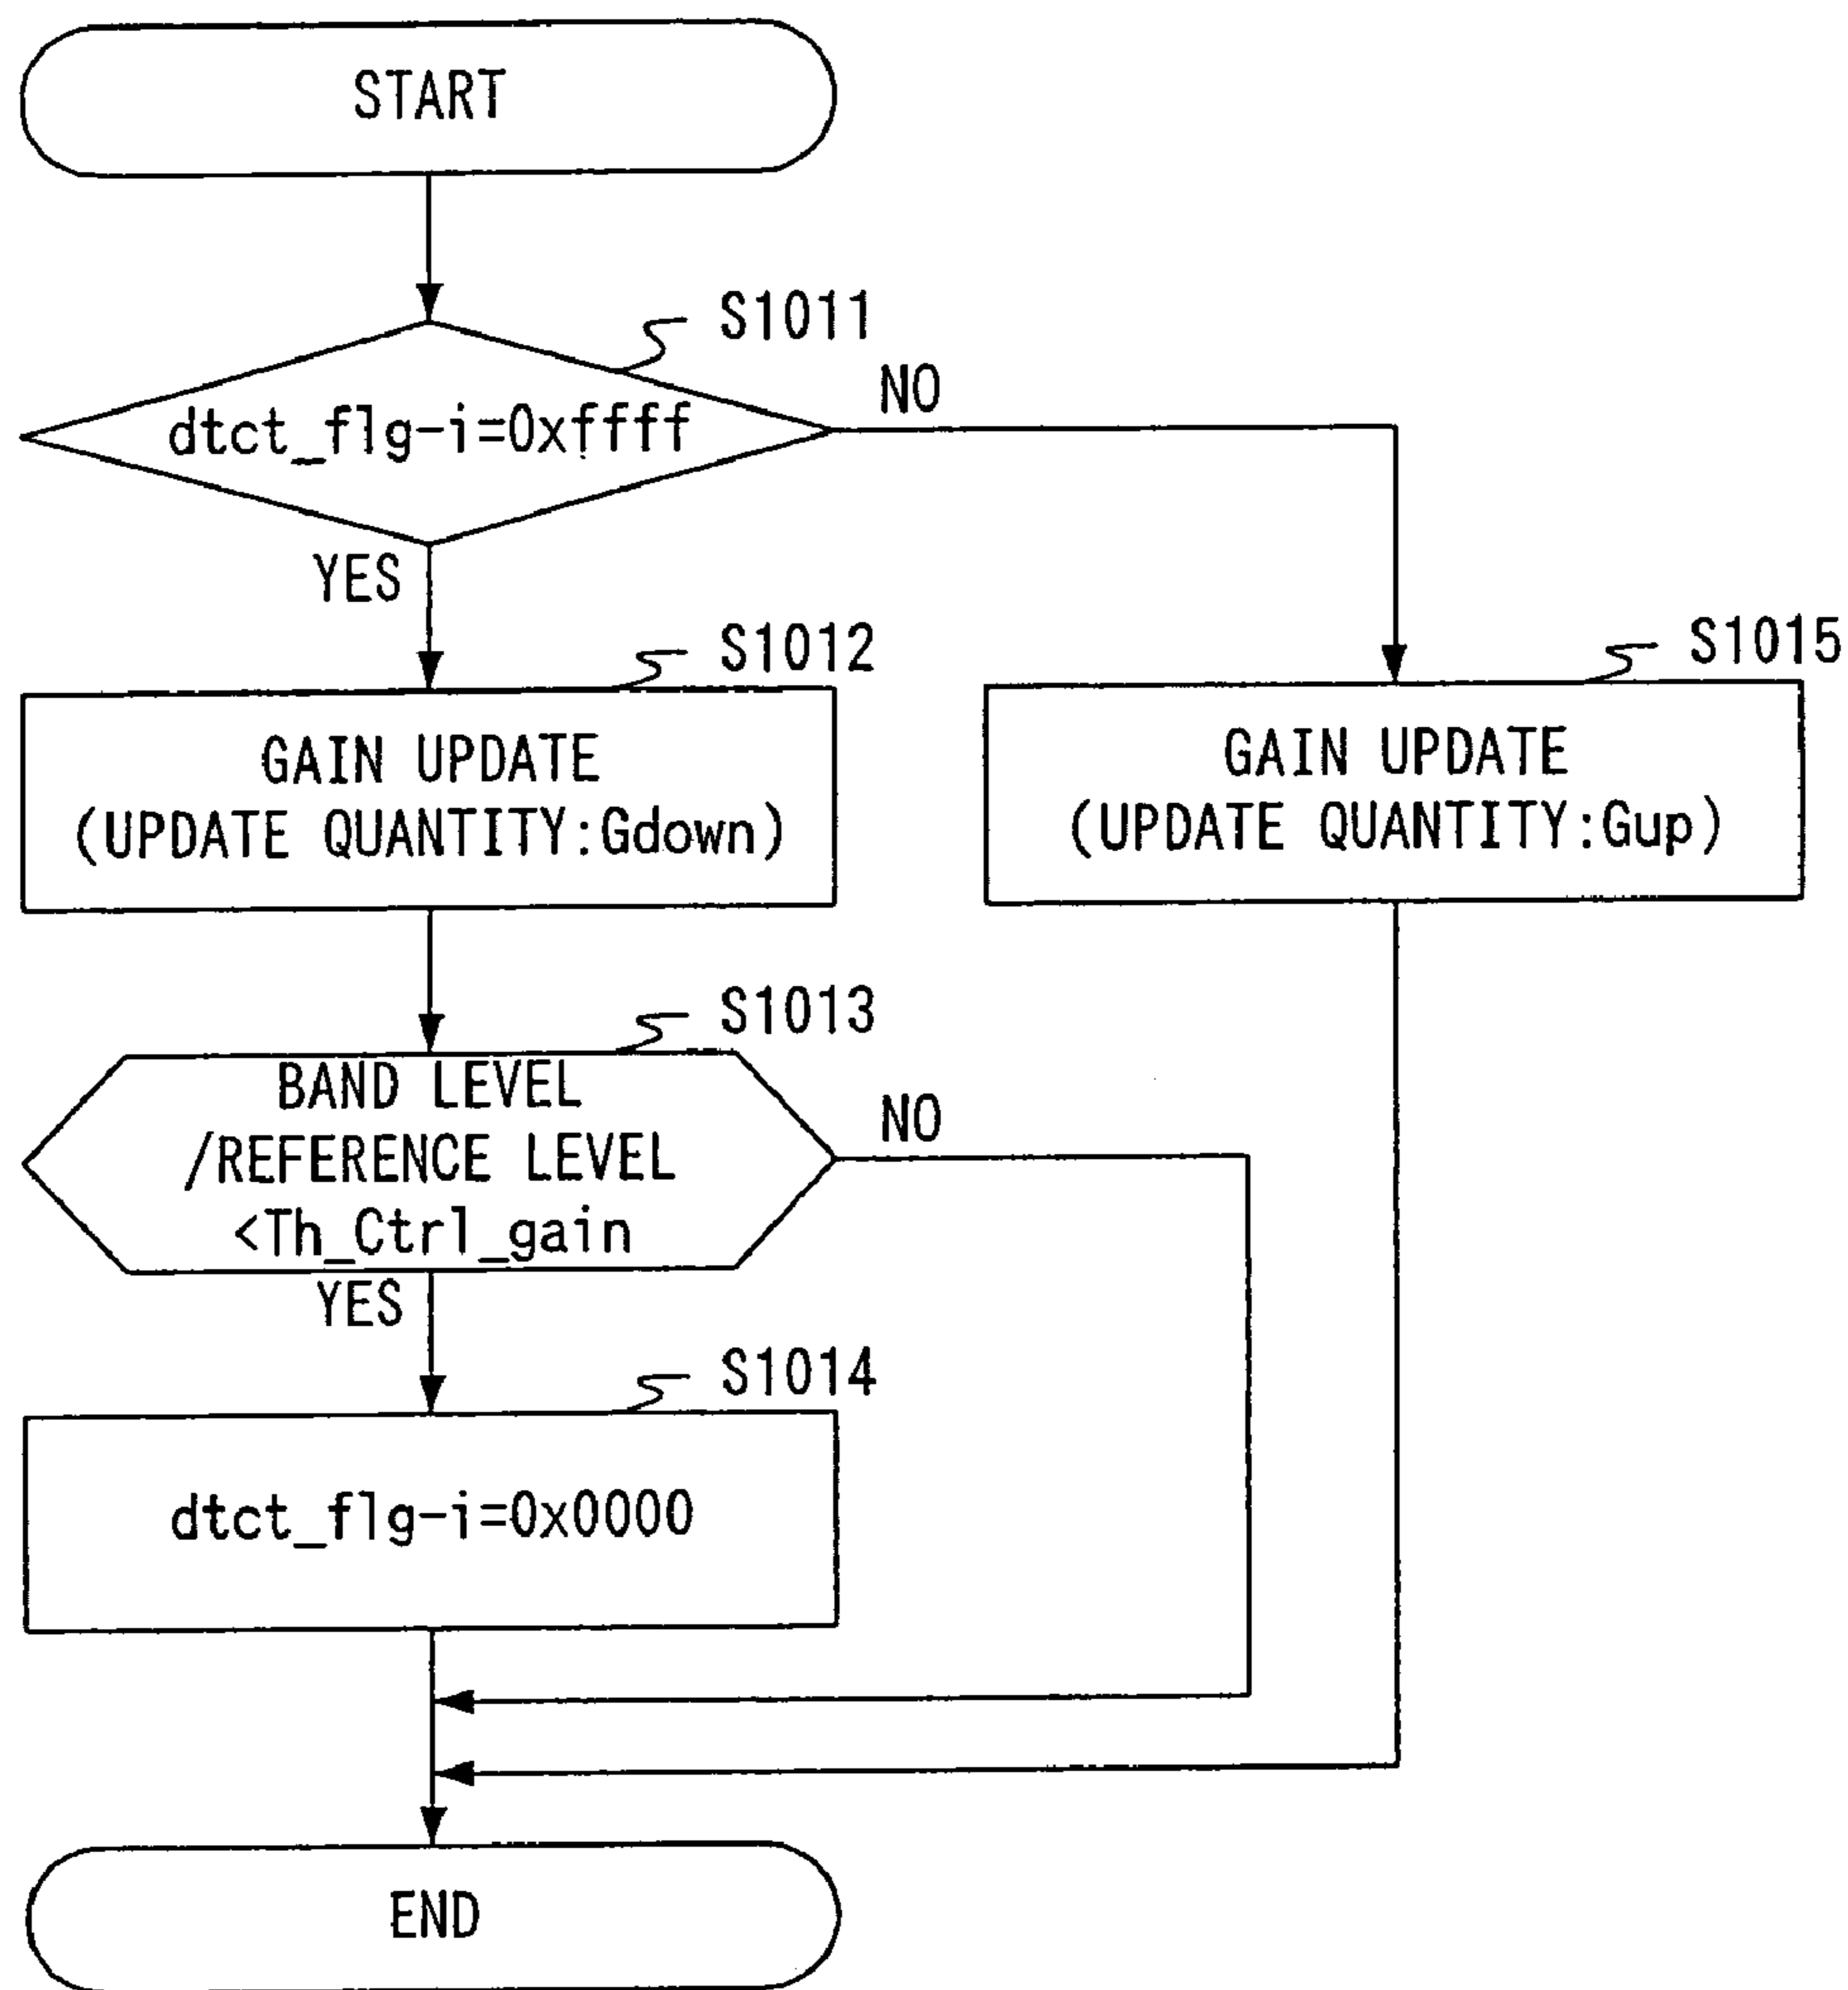 START
S1011
dtct_flg-i=0xffff
NO
YES
S1012
GAIN UPDATE
(UPDATE QUANTITY:Gdown)
S1015
GAIN UPDATE
(UPDATE QUANTITY:Gup)
S1013
BAND LEVEL
/REFERENCE LEVEL
<Th_Ctrl_gain
NO
YES
S1014
dtct_flg-i=0x0000
END